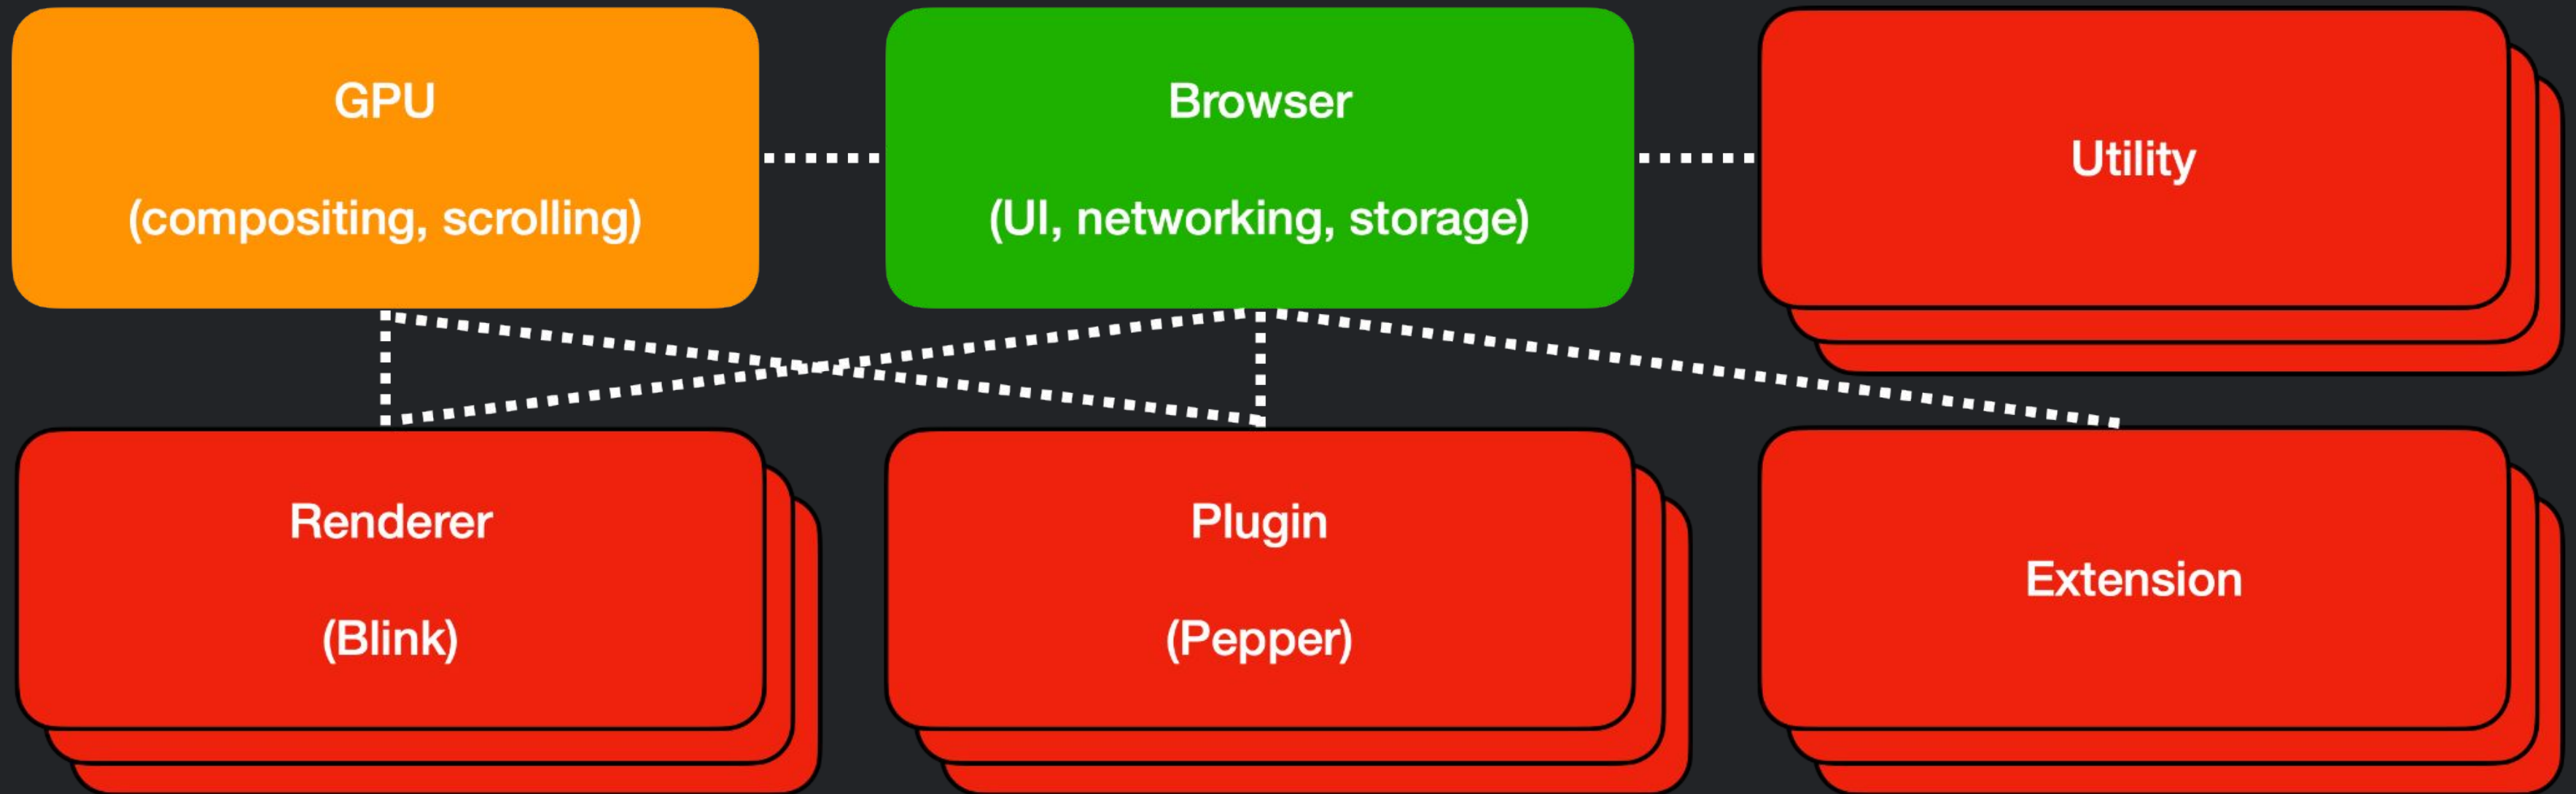 GPU
(compositing, scrolling)
Browser
(UI, networking, storage)
Utility
Renderer
(Blink)
Plugin
(Pepper)
Extension